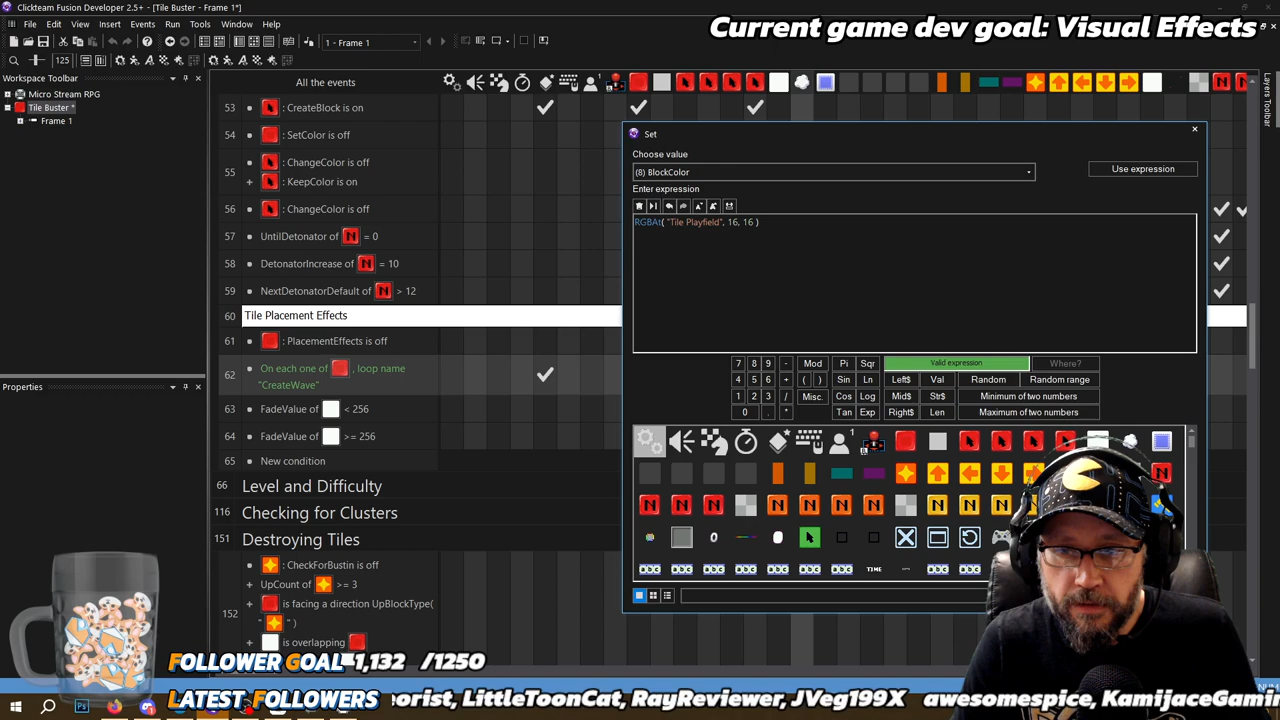 Clickteam Fusion Developer 2.5+ - [Tile Buster - Frame 1*]
Current game dev goal: Visual Effects
File Edit View Insert Events Run Tools Window Help
1 - Frame 1
123
Workspace Toolbar
Micro Stream RPG
Tile Buster *
Frame 1
Properties
Layers Toolbar
All the events
53 : CreateBlock is on
54 : SetColor is off
55 : ChangeColor is off
+ : KeepColor is on
56 : ChangeColor is off
57 UntilDetonator of N = 0
58 DetonatorIncrease of N = 10
59 NextDetonatorDefault of N > 12
60 Tile Placement Effects
61 : PlacementEffects is off
62 On each one of , loop name
"CreateWave"
63 FadeValue of < 256
64 FadeValue of >= 256
65 New condition
66 Level and Difficulty
116 Checking for Clusters
151 Destroying Tiles
152 : CheckForBustin is off
+ UpCount of >= 3
+ is facing a direction UpBlockType(
" " )
+ is overlapping
Set
Choose value
(8) BlockColor
Use expression
Enter expression
RGBAt( "Tile Playfield", 16, 16 )
7 8 9 - Mod Pi Sqr Valid expression Where?
4 5 6 + ( ) Sin Ln Left$ Val Random Random range
1 2 3 / Misc. Cos Log Mid$ Str$ Minimum of two numbers
0 . * Tan Exp Right$ Len Maximum of two numbers
TIME
FOLLOWER GOAL 1,132 /1250
LATEST FOLLOWERS orist, LittleToonCat, RayReviewer, JVeg199X awesomespice, KamijaceGami
NUM